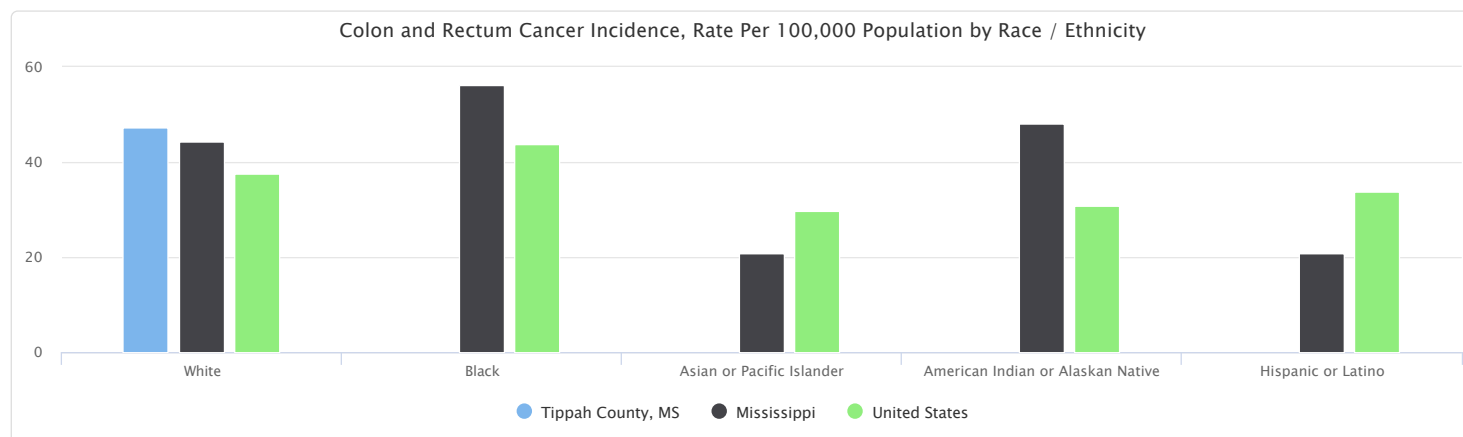 Colon and Rectum Cancer Incidence, Rate Per 100,000 Population by Race / Ethnicity
60
40
20
0
White Black Asian or Pacific Islander American Indian or Alaskan Native Hispanic or Latino
Tippah County, MS Mississippi United States